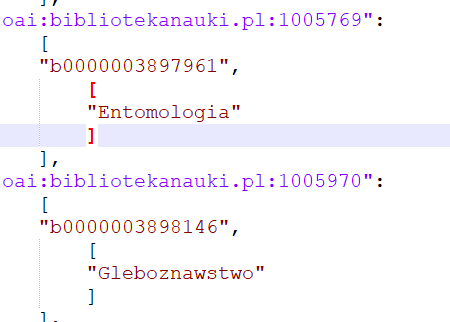 ],
oai:bibliotekanauki.pl:1005769":
[
"b0000003897961",
[
"Entomologia"
]
],
oai:bibliotekanauki.pl:1005970":
[
"b0000003898146",
[
"Gleboznawstwo"
]
],